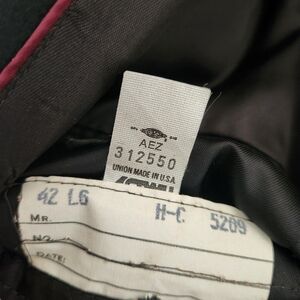 AEZ
312550
UNION MADE IN U.S.A.
42 LG H-C 5209
MR.
NO.
DATE: